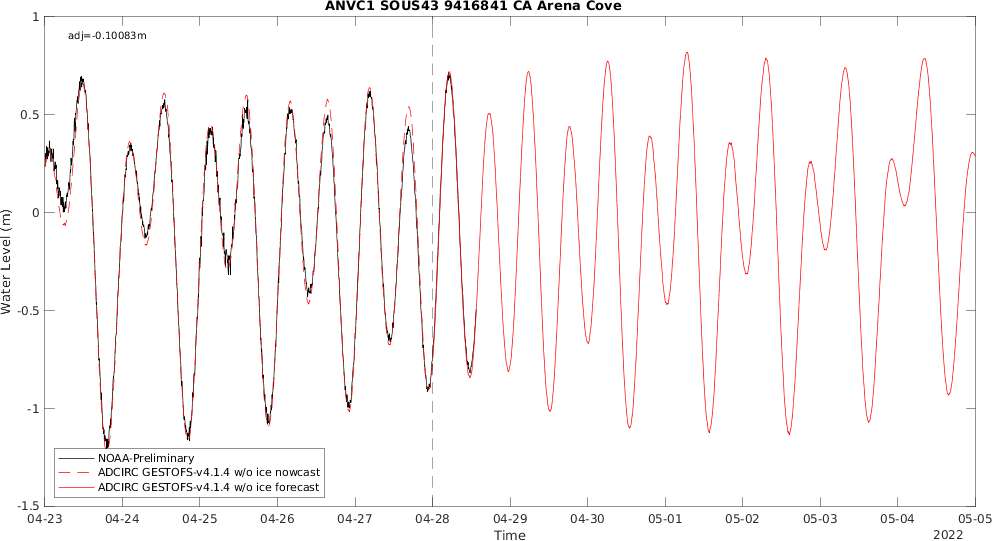 ANVC1 SOUS43 9416841 CA Arena Cove
adj=-0.10083m
1
0.5
0
-0.5
-1
-1.5
Water Level (m)
NOAA-Preliminary
ADCIRC GESTOFS-v4.1.4 w/o ice nowcast
ADCIRC GESTOFS-v4.1.4 w/o ice forecast
04-23 04-24 04-25 04-26 04-27 04-28 04-29 04-30 05-01 05-02 05-03 05-04 05-05
Time
2022